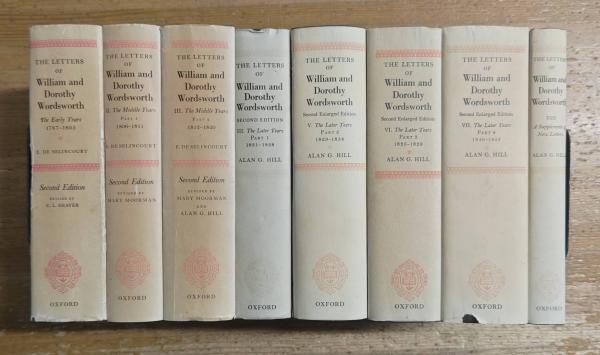 THE LETTERS
OF
William and
Dorothy
Wordsworth
The Early Years
1787-1805
E. DE SELINCOURT
Second Edition
REVISED BY
C. L. SHAVER
OXFORD
THE LETTERS
OF
William and
Dorothy
Wordsworth
II. The Middle Years
Part 1
1806-1811
E. DE SELINCOURT
Second Edition
REVISED BY
MARY MOORMAN
OXFORD
THE LETTERS
OF
William and
Dorothy
Wordsworth
III. The Middle Years
Part 2
1812-1820
E. DE SELINCOURT
Second Edition
REVISED BY
MARY MOORMAN
AND
ALAN G. HILL
OXFORD
THE LETTERS
OF
William and
Dorothy
Wordsworth
SECOND EDITION
III. The Later Years
Part 1
1821-1828
ALAN G. HILL
OXFORD
THE LETTERS
OF
William and
Dorothy
Wordsworth
Second Enlarged Edition
V. The Later Years
Part 2
1829-1834
ALAN G. HILL
OXFORD
THE LETTERS
OF
William and
Dorothy
Wordsworth
Second Enlarged Edition
VI. The Later Years
Part 3
1835-1839
ALAN G. HILL
OXFORD
THE LETTERS
OF
William and
Dorothy
Wordsworth
Second Enlarged Edition
VII. The Later Years
Part 4
ALAN G. HILL
OXFORD
THE LETTERS
OF
William and
Dorothy
Wordsworth
VIII
A Supplement of
New Letters
ALAN G. HILL
OXFORD